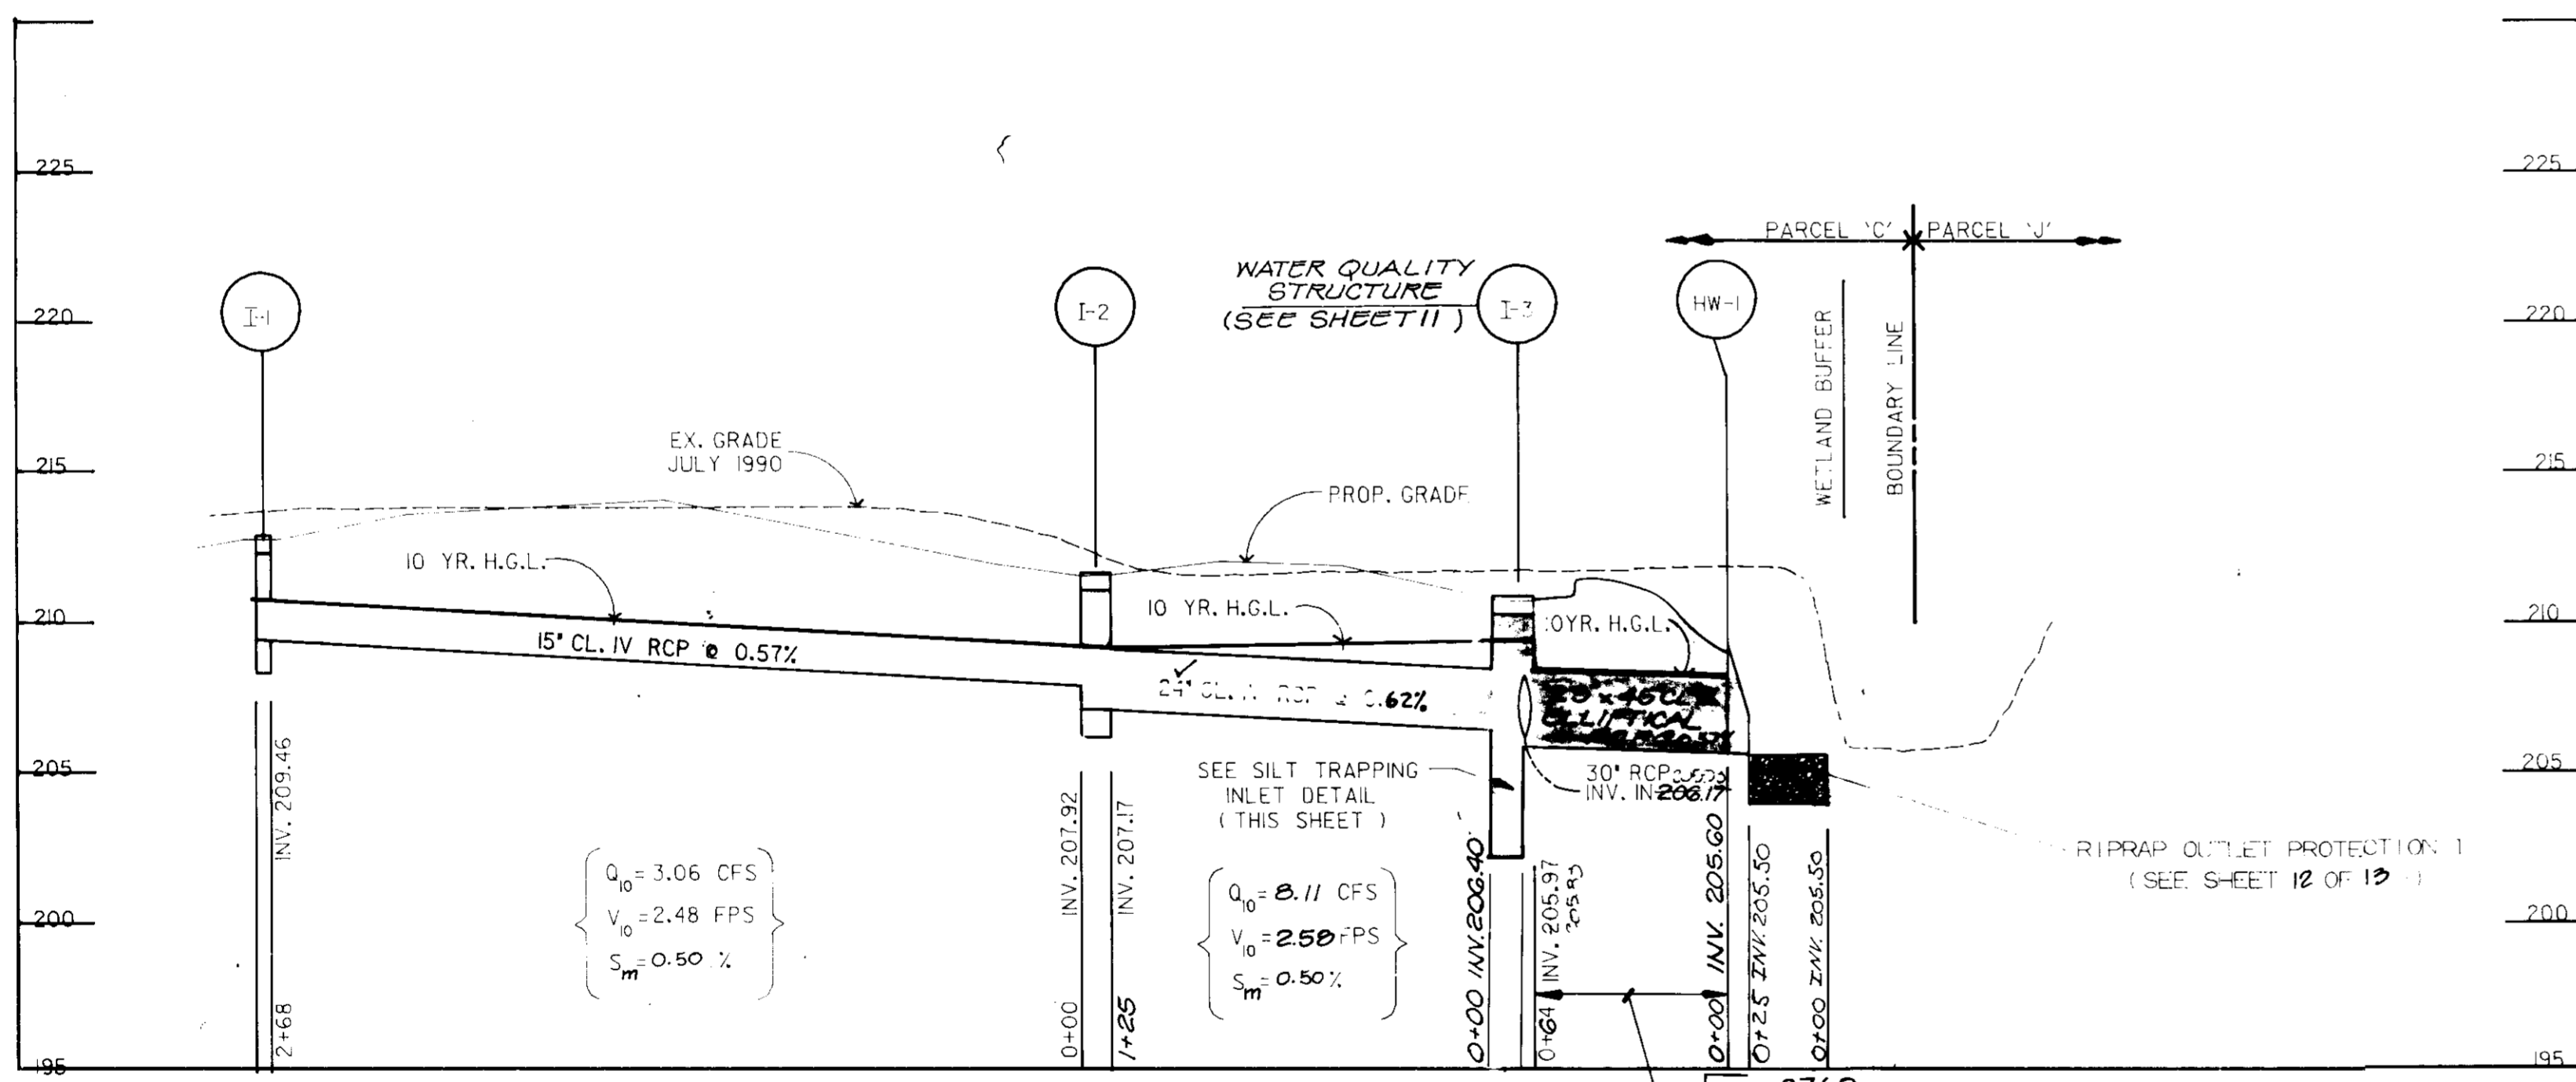 225
220
215
210
205
200
195
225
220
215
210
205
200
195
PARCEL 'C'
PARCEL 'J'
I-1
I-2
WATER QUALITY
STRUCTURE
(SEE SHEET 11)
I-3
HW-1
WETLAND BUFFER
BOUNDARY LINE
EX. GRADE
JULY 1990
PROP. GRADE
10 YR. H.G.L.
10 YR. H.G.L.
YR. H.G.L.
15" CL. IV RCP @ 0.57%
24" CL. RCP 0.62%
ELLIPTICAL
SEE SILT TRAPPING
INLET DETAIL
( THIS SHEET )
30" RCP
INV. IN 206.17
RIPRAP OUTLET PROTECTION 1
( SEE SHEET 12 OF 13 )
Q10 = 3.06 CFS
V10 = 2.48 FPS
Sm = 0.50 %
Q10 = 8.11 CFS
V10 = 2.58 FPS
Sm = 0.50 %
2+68
INV. 209.46
0+00 INV. 207.92
1+25 INV. 207.17
0+00 INV. 206.40
0+64 INV. 205.97
205.93
0+00 INV. 205.60
0+25 INV. 205.50
0+00 INV. 205.50